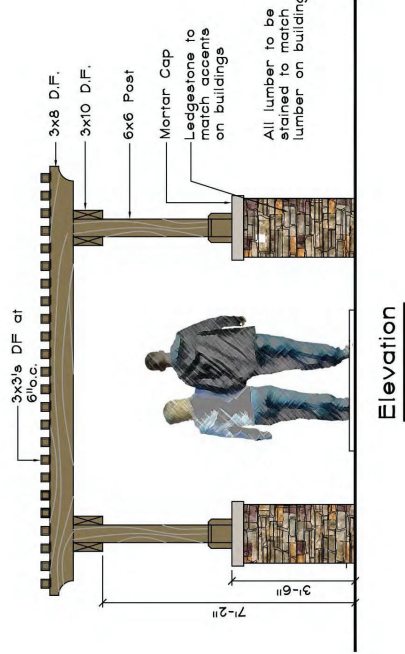 3x3's DF at
6"o.c.
3x8 D.F.
3x10 D.F.
6x6 Post
Mortar Cap
Ledgestone to
match accents
on buildings
All lumber to be
stained to match
lumber on building
7'-2"
3'-6"
Elevation